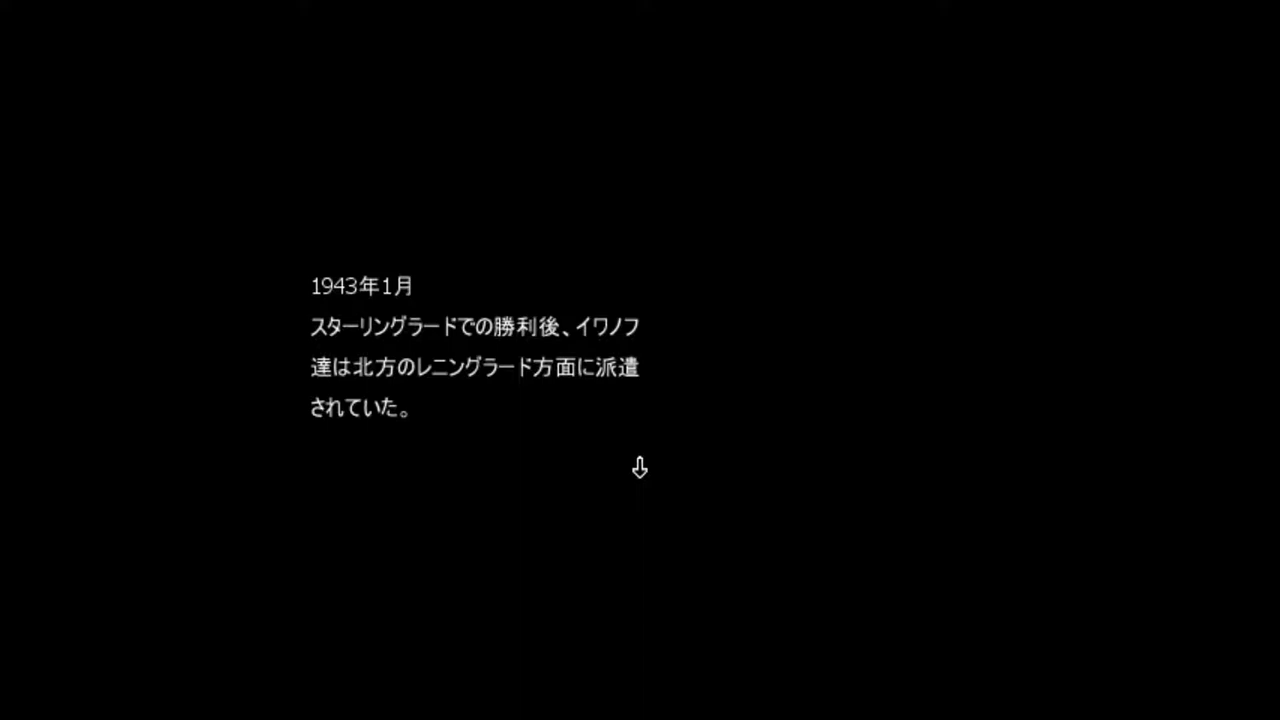 1943年1月
スターリングラードでの勝利後、イワノフ
達は北方のレニングラード方面に派遣
されていた。